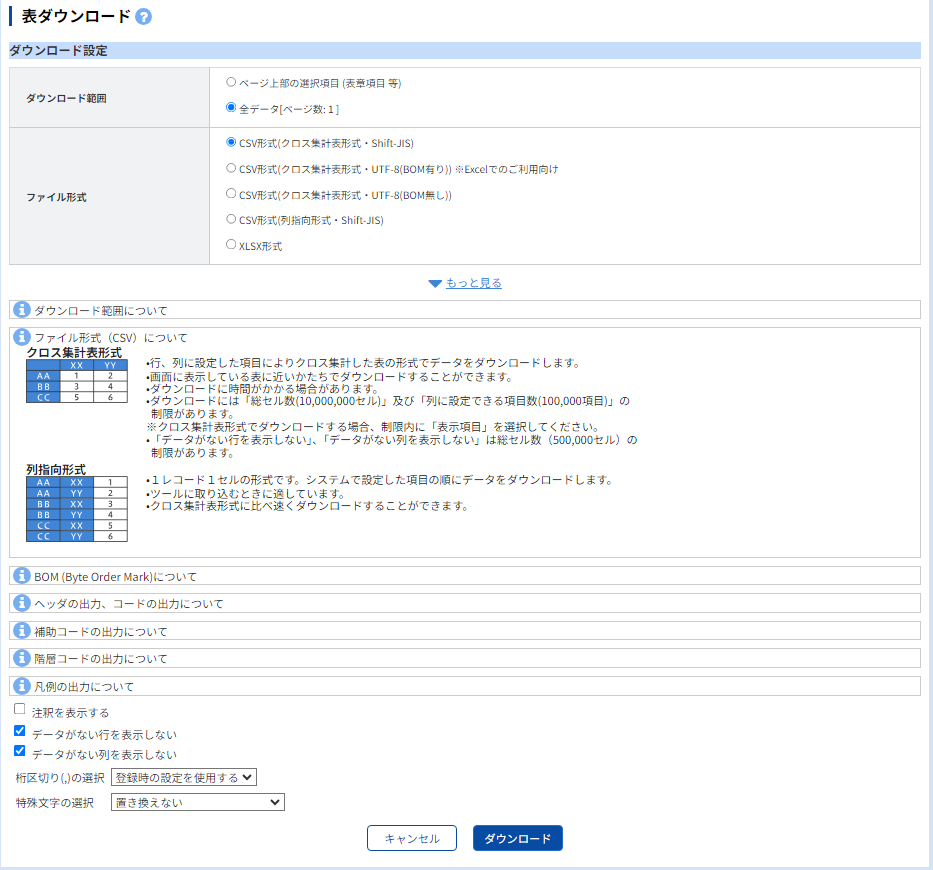 表ダウンロード ?
ダウンロード設定
ダウンロード範囲
ページ上部の選択項目 (表章項目 等)
全データ[ページ数: 1 ]
ファイル形式
CSV形式(クロス集計表形式・Shift-JIS)
CSV形式(クロス集計表形式・UTF-8(BOM有り)) ※Excelでのご利用向け
CSV形式(クロス集計表形式・UTF-8(BOM無し))
CSV形式(列指向形式・Shift-JIS)
XLSX形式
もっと見る
ダウンロード範囲について
ファイル形式（CSV）について
クロス集計表形式
XX YY
AA 1 2
BB 3 4
CC 5 6
•行、列に設定した項目によりクロス集計した表の形式でデータをダウンロードします。
•画面に表示している表に近いかたちでダウンロードすることができます。
•ダウンロードに時間がかかる場合があります。
•ダウンロードには「総セル数(10,000,000セル)」及び「列に設定できる項目数(100,000項目)」の
制限があります。
※クロス集計表形式でダウンロードする場合、制限内に「表示項目」を選択してください。
•「データがない行を表示しない」、「データがない列を表示しない」は総セル数（500,000セル）の
制限があります。
列指向形式
AA XX 1
AA YY 2
BB XX 3
BB YY 4
CC XX 5
CC YY 6
•１レコード１セルの形式です。システムで設定した項目の順にデータをダウンロードします。
•ツールに取り込むときに適しています。
•クロス集計表形式に比べ速くダウンロードすることができます。
BOM (Byte Order Mark)について
ヘッダの出力、コードの出力について
補助コードの出力について
階層コードの出力について
凡例の出力について
注釈を表示する
データがない行を表示しない
データがない列を表示しない
桁区切り(,)の選択 登録時の設定を使用する
特殊文字の選択 置き換えない
キャンセル ダウンロード